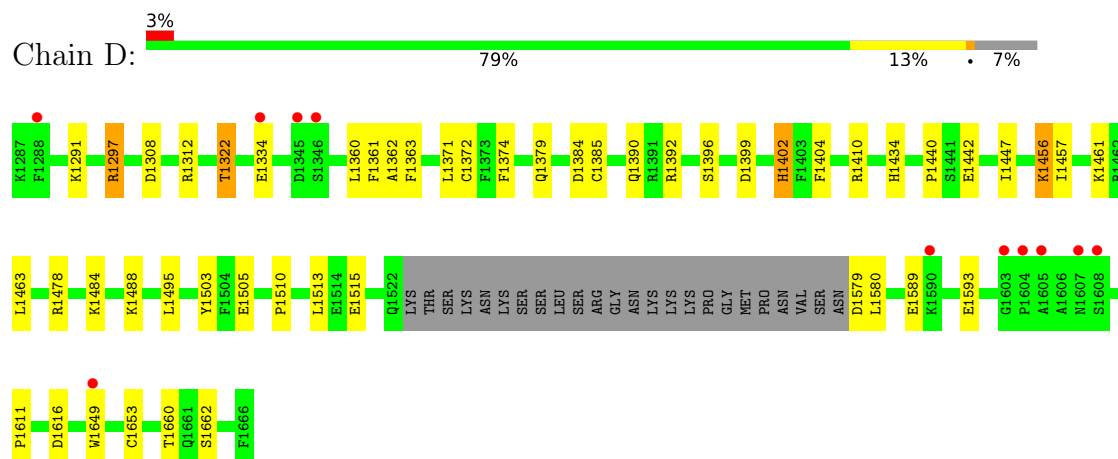 3%
Chain D:
79% 13% • 7%
K1287 F1288 K1291 R1297 D1308 R1312 T1322 E1334 D1345 S1346 L1360 F1361 A1362 F1363 L1371 C1372 F1373 F1374 Q1379 D1384 C1385 Q1390 R1391 R1392 S1396 D1399 H1402 F1403 F1404 R1410 H1434 P1440 S1441 E1442 I1447 K1456 I1457 K1461
L1463 R1478 K1484 K1488 L1495 Y1503 F1504 E1505 P1510 L1513 E1514 E1515 Q1522 LYS THR SER LYS ASN LYS SER SER LEU SER ARG GLY ASN LYS LYS LYS PRO GLY MET PRO ASN VAL SER ASN D1579 L1580 E1589 K1590 E1593 G1603 P1604 A1605 A1606 N1607 S1608
P1611 D1616 W1649 C1653 T1660 Q1661 S1662 F1666